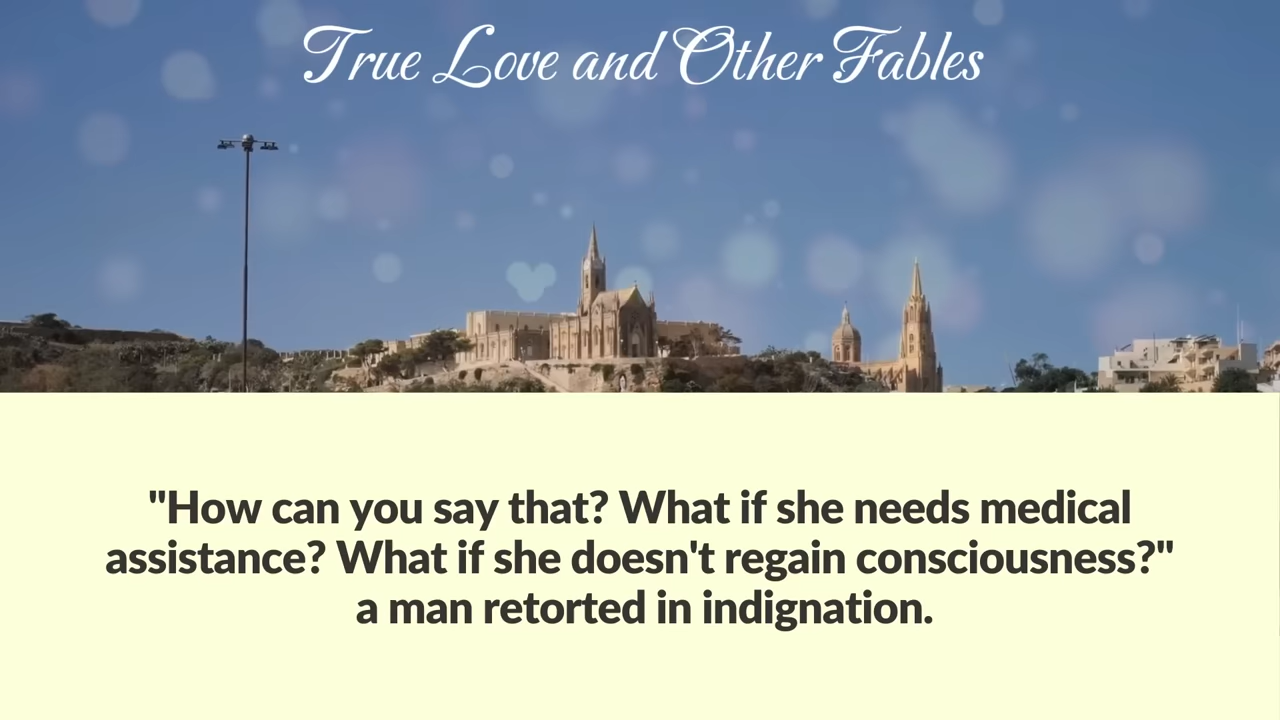 True Love and Other Fables
"How can you say that? What if she needs medical
assistance? What if she doesn't regain consciousness?"
a man retorted in indignation.